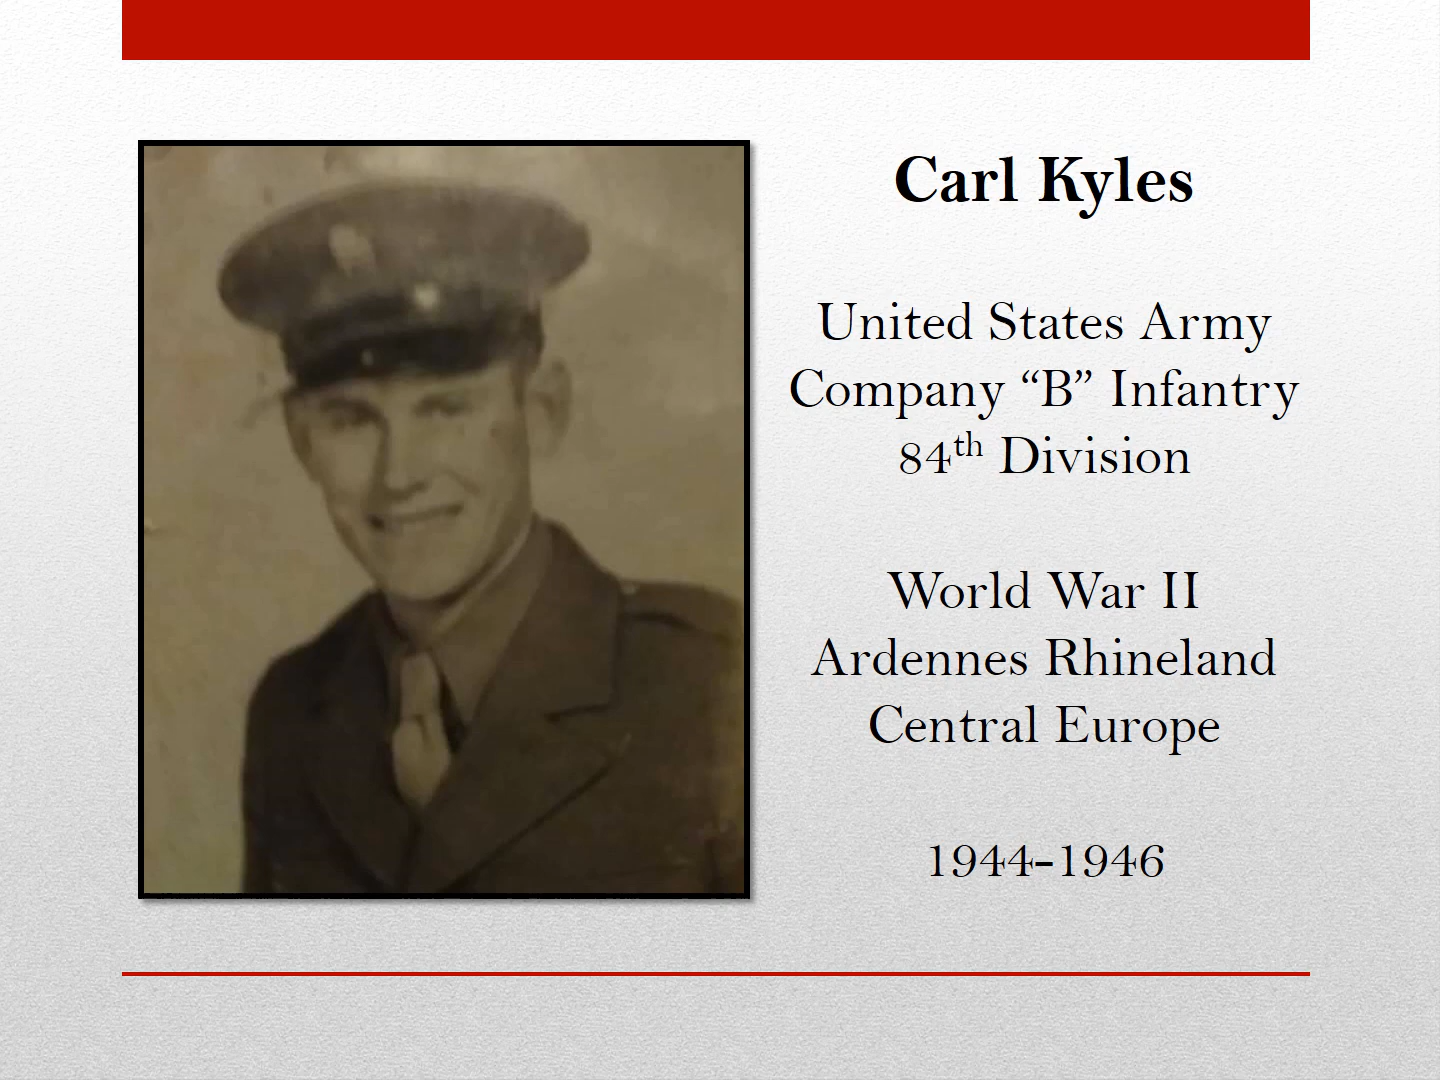 Carl Kyles
United States Army
Company “B” Infantry
84th Division
World War II
Ardennes Rhineland
Central Europe
1944-1946